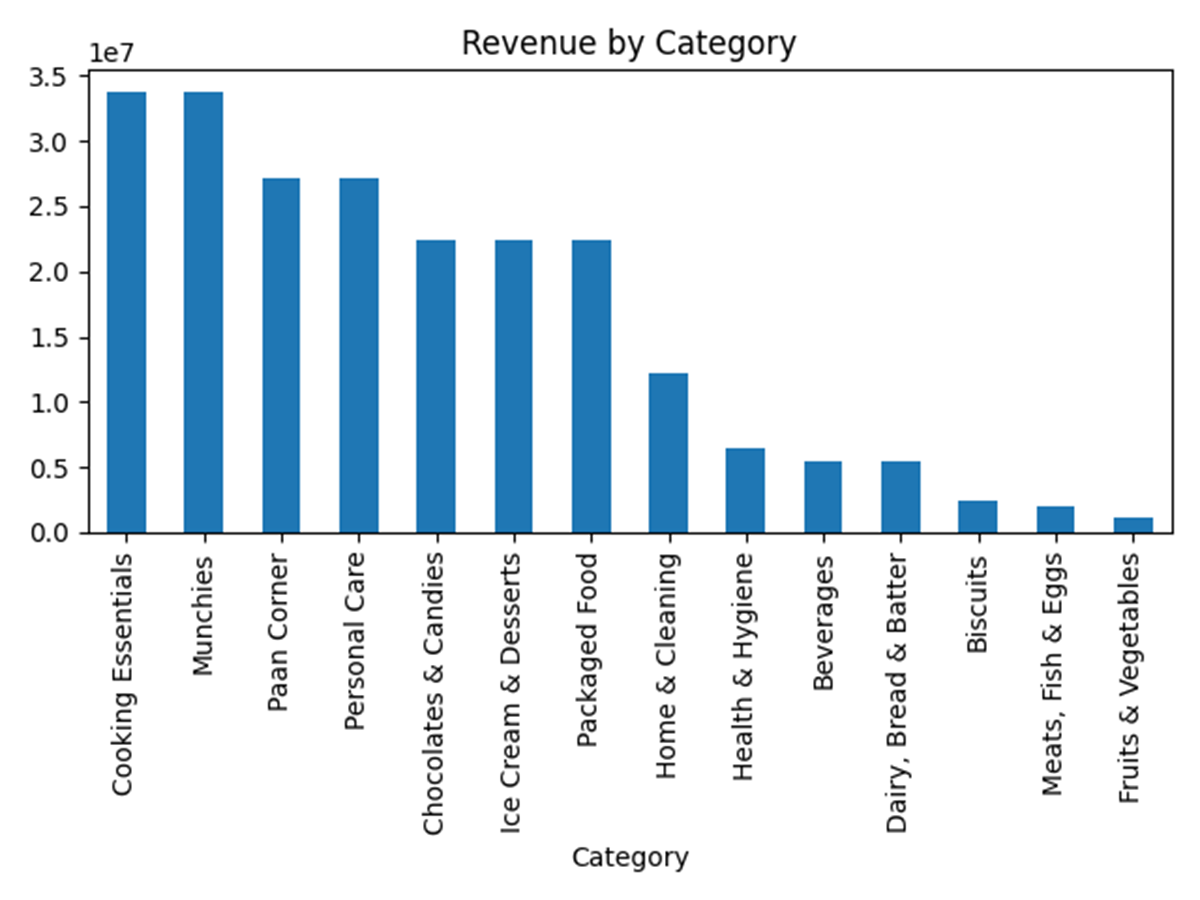 Revenue by Category
1e7
3.5
3.0
2.5
2.0
1.5
1.0
0.5
0.0
Cooking Essentials
Munchies
Paan Corner
Personal Care
Chocolates & Candies
Ice Cream & Desserts
Packaged Food
Home & Cleaning
Health & Hygiene
Beverages
Dairy, Bread & Batter
Biscuits
Meats, Fish & Eggs
Fruits & Vegetables
Category